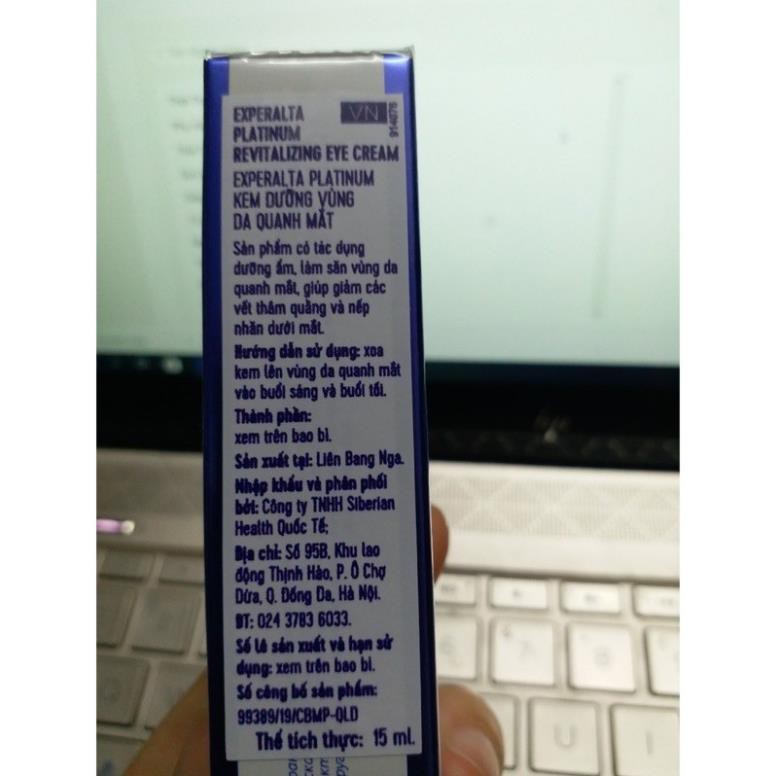 EXPERALTA
PLATINUM
REVITALIZING EYE CREAM
VN
914076
EXPERALTA PLATINUM
KEM DƯỠNG VÙNG
DA QUANH MẮT
Sản phẩm có tác dụng
dưỡng ẩm, làm săn vùng da
quanh mắt, giúp giảm các
vết thâm quầng và nếp
nhăn dưới mắt.
Hướng dẫn sử dụng: xoa
kem lên vùng da quanh mắt
vào buổi sáng và buổi tối.
Thành phần:
xem trên bao bì.
Sản xuất tại: Liên Bang Nga.
Nhập khẩu và phân phối
bởi: Công ty TNHH Siberian
Health Quốc Tế;
Địa chỉ: Số 95B, Khu lao
động Thịnh Hào, P. Ô Chợ
Dừa, Q. Đống Đa, Hà Nội.
ĐT: 024 3783 6033.
Số lô sản xuất và hạn sử
dụng: xem trên bao bì.
Số công bố sản phẩm:
99389/19/CBMP-QLD
Thể tích thực: 15 ml.